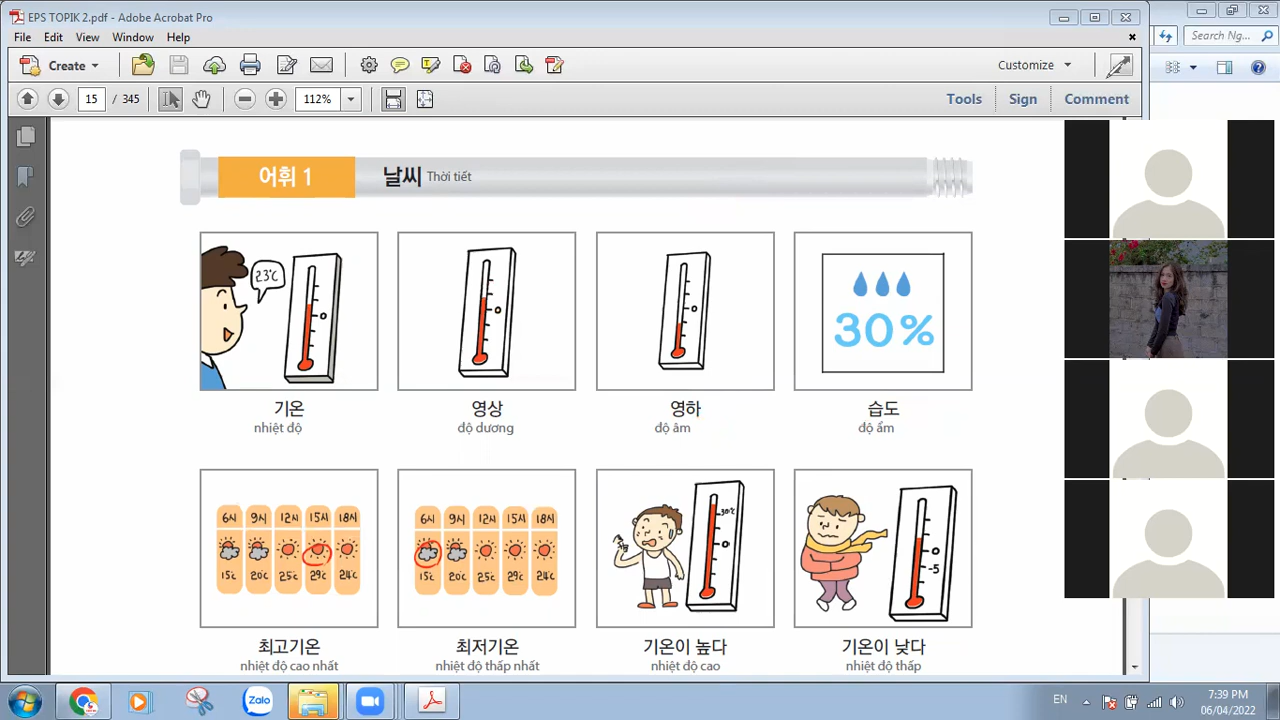 EPS TOPIK 2.pdf - Adobe Acrobat Pro
File Edit View Window Help
Create
Customize
Search Ng...
15 / 345
112%
Tools Sign Comment
어휘 1 날씨 Thời tiết
23℃
0
0
0
30%
기온 영상 영하 습도
nhiệt độ độ dương độ âm độ ẩm
6시 9시 12시 15시 18시
15℃ 20℃ 25℃ 29℃ 24℃
6시 9시 12시 15시 18시
15℃ 20℃ 25℃ 29℃ 24℃
30℃
0
0
-5
최고기온 최저기온 기온이 높다 기온이 낮다
nhiệt độ cao nhất nhiệt độ thấp nhất nhiệt độ cao nhiệt độ thấp
Zalo
EN
7:39 PM
06/04/2022